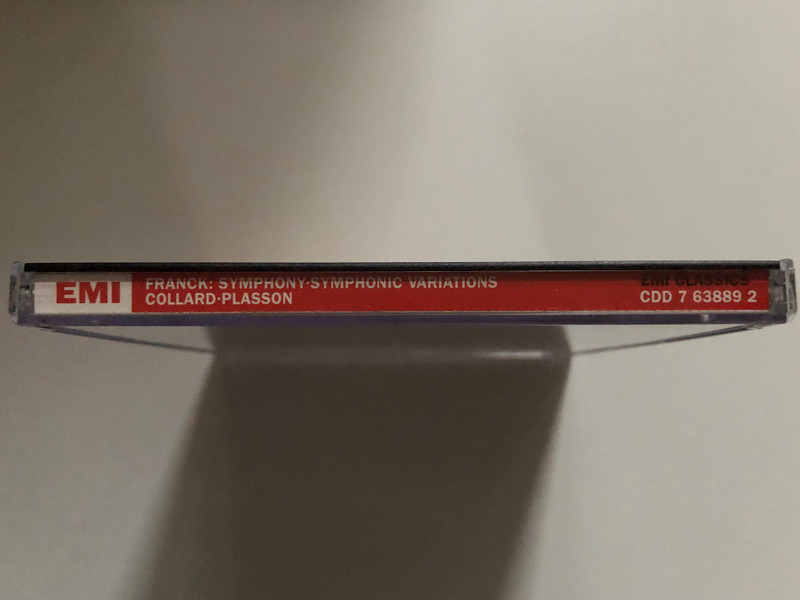 EMI
FRANCK: SYMPHONY·SYMPHONIC VARIATIONS
COLLARD·PLASSON
EMI CLASSICS
CDD 7 63889 2